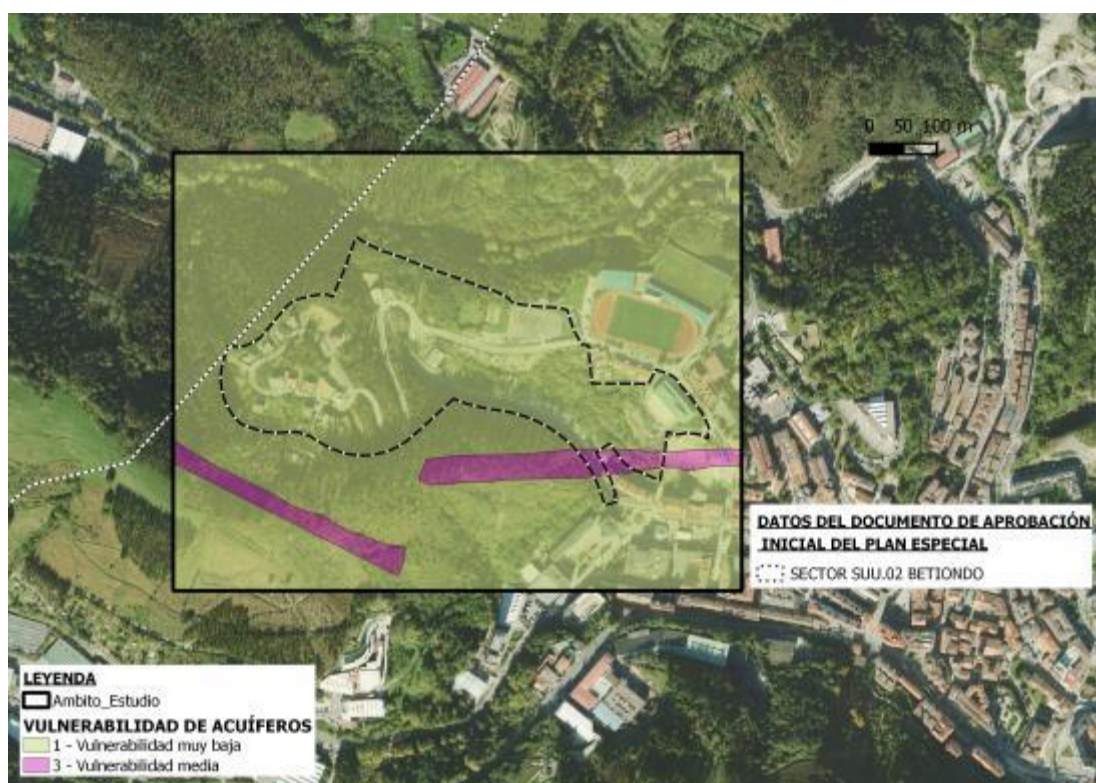 0 50 100 m
DATOS DEL DOCUMENTO DE APROBACIÓN
INICIAL DEL PLAN ESPECIAL
SECTOR SUU.02 BETIONDO
LEYENDA
Ambito_Estudio
VULNERABILIDAD DE ACUÍFEROS
1 - Vulnerabilidad muy baja
3 - Vulnerabilidad media